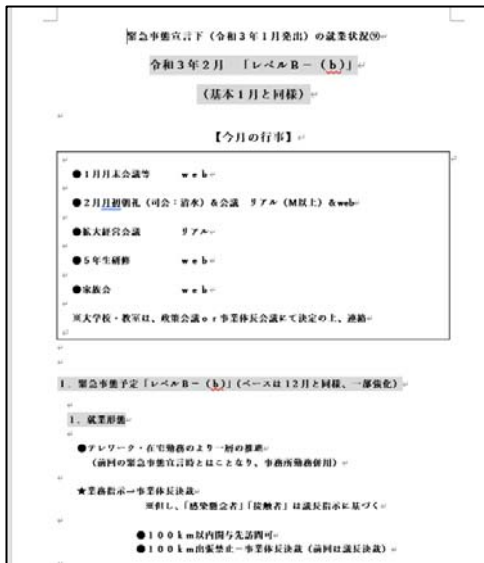 緊急事態宣言下（令和３年１月発出）の就業状況⑨
令和３年２月　「レベルＢ－（ｂ）」
（基本１月と同様）
【今月の行事】
●１月月末会議等　　ｗｅｂ
●２月月初朝礼（司会：清水）＆会議　リアル（Ｍ以上）＆web
●拡大経営会議　　リアル
●５年生研修　　ｗｅｂ
●家族会　　ｗｅｂ
※大学校・教室は、政策会議ｏｒ事業体長会議にて決定の上、連絡
１．緊急事態予定「レベルＢ－（ｂ）」（ベースは12月と同様、一部強化）
１．就業形態
●テレワーク・在宅勤務のより一層の推進
（前回の緊急事態宣言時とはことなり、事務所勤務併用）
★業務指示→事業体長決裁
※但し、「感染懸念者」「接触者」は議長指示に基づく
●１００ｋｍ以内関与先訪問可
●１００ｋｍ出張禁止－事業体長決裁（前回は議長決裁）